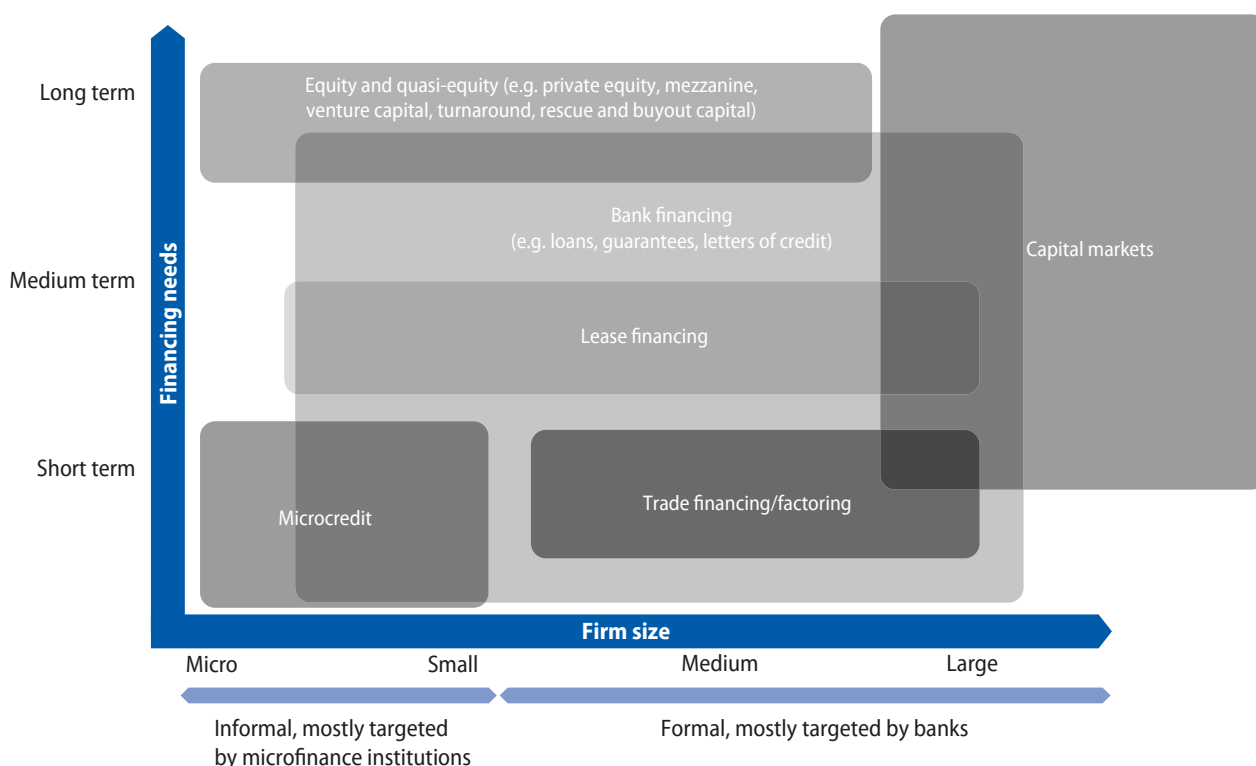 Long term
Medium term
Short term
Financing needs
Equity and quasi-equity (e.g. private equity, mezzanine,
venture capital, turnaround, rescue and buyout capital)
Bank financing
(e.g. loans, guarantees, letters of credit)
Capital markets
Lease financing
Microcredit
Trade financing/factoring
Firm size
Micro
Small
Medium
Large
Informal, mostly targeted
by microfinance institutions
Formal, mostly targeted by banks